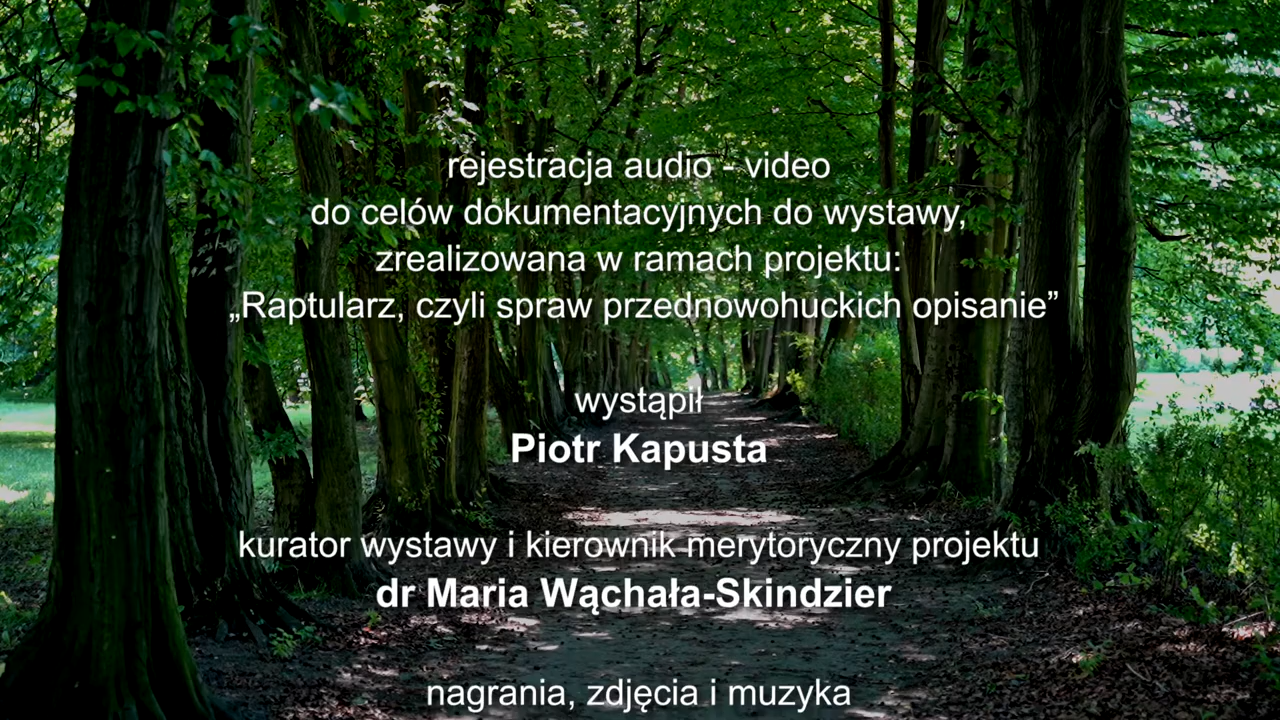 rejestracja audio - video
do celów dokumentacyjnych do wystawy,
zrealizowana w ramach projektu:
„Raptularz, czyli spraw przednowohuckich opisanie”
wystąpił
Piotr Kapusta
kurator wystawy i kierownik merytoryczny projektu
dr Maria Wąchała-Skindzier
nagrania, zdjęcia i muzyka